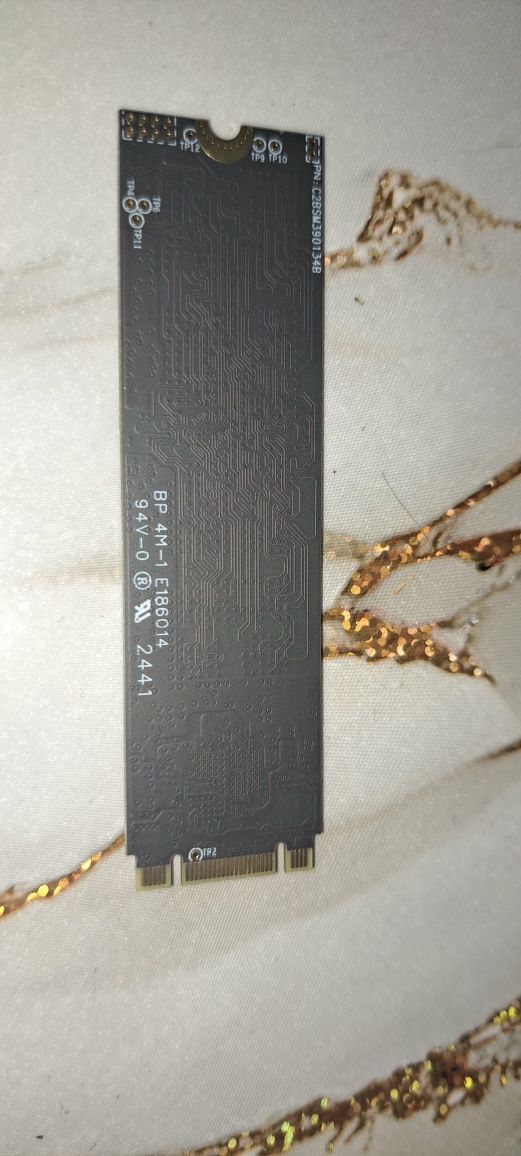 TP12
TP9 TP10
PN:C2BSM390134B
TP4
TP6
TP11
BP 4M-1 E186014
94V-0 ® 2441
TP2